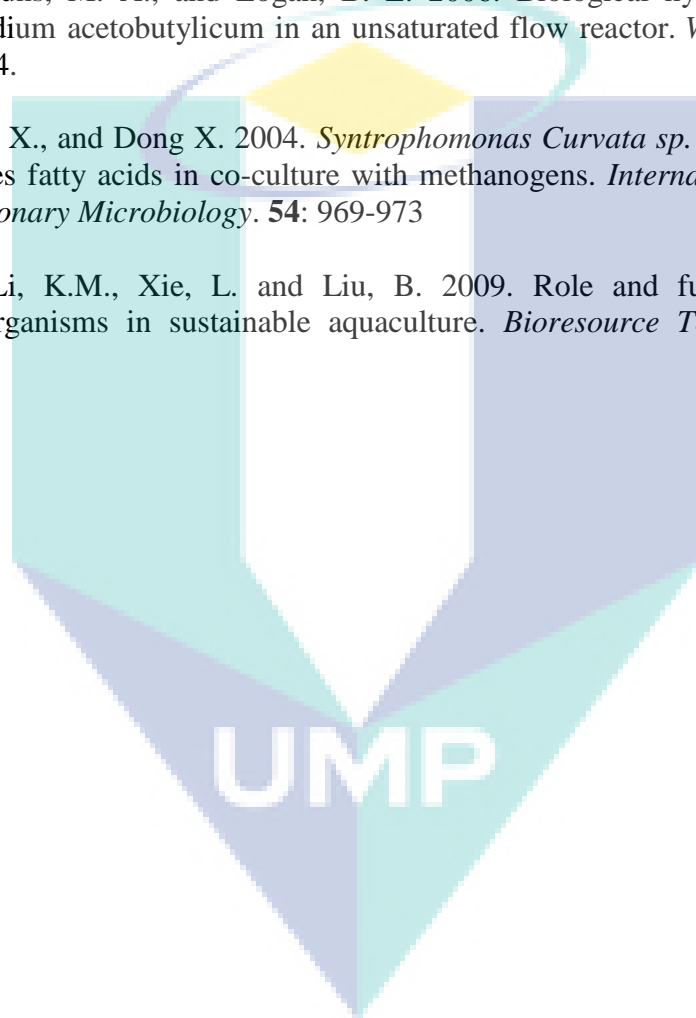 M. A., and Logan, B. E. 2006. Biological
dium acetobutylicum in an unsaturated flow reactor.
4.
X., and Dong X. 2004. Syntrophomonas Curvata sp.
es fatty acids in co-culture with methanogens. Interna
onary Microbiology. 54: 969-973
Li, K.M., Xie, L. and Liu, B. 2009. Role and fu
rganisms in sustainable aquaculture. Bioresource T
UMP